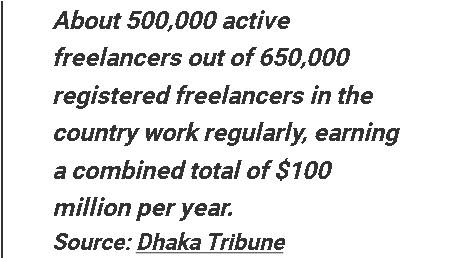 About 500,000 active
freelancers out of 650,000
registered freelancers in the
country work regularly, earning
a combined total of $100
million per year.
Source: Dhaka Tribune